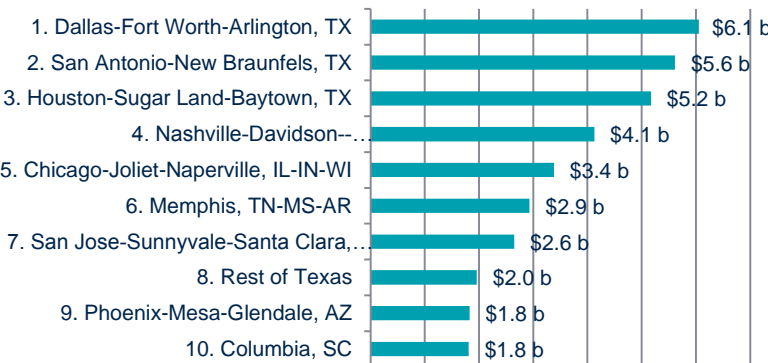 1. Dallas-Fort Worth-Arlington, TX $6.1 b
2. San Antonio-New Braunfels, TX $5.6 b
3. Houston-Sugar Land-Baytown, TX $5.2 b
4. Nashville-Davidson--… $4.1 b
5. Chicago-Joliet-Naperville, IL-IN-WI $3.4 b
6. Memphis, TN-MS-AR $2.9 b
7. San Jose-Sunnyvale-Santa Clara,… $2.6 b
8. Rest of Texas $2.0 b
9. Phoenix-Mesa-Glendale, AZ $1.8 b
10. Columbia, SC $1.8 b